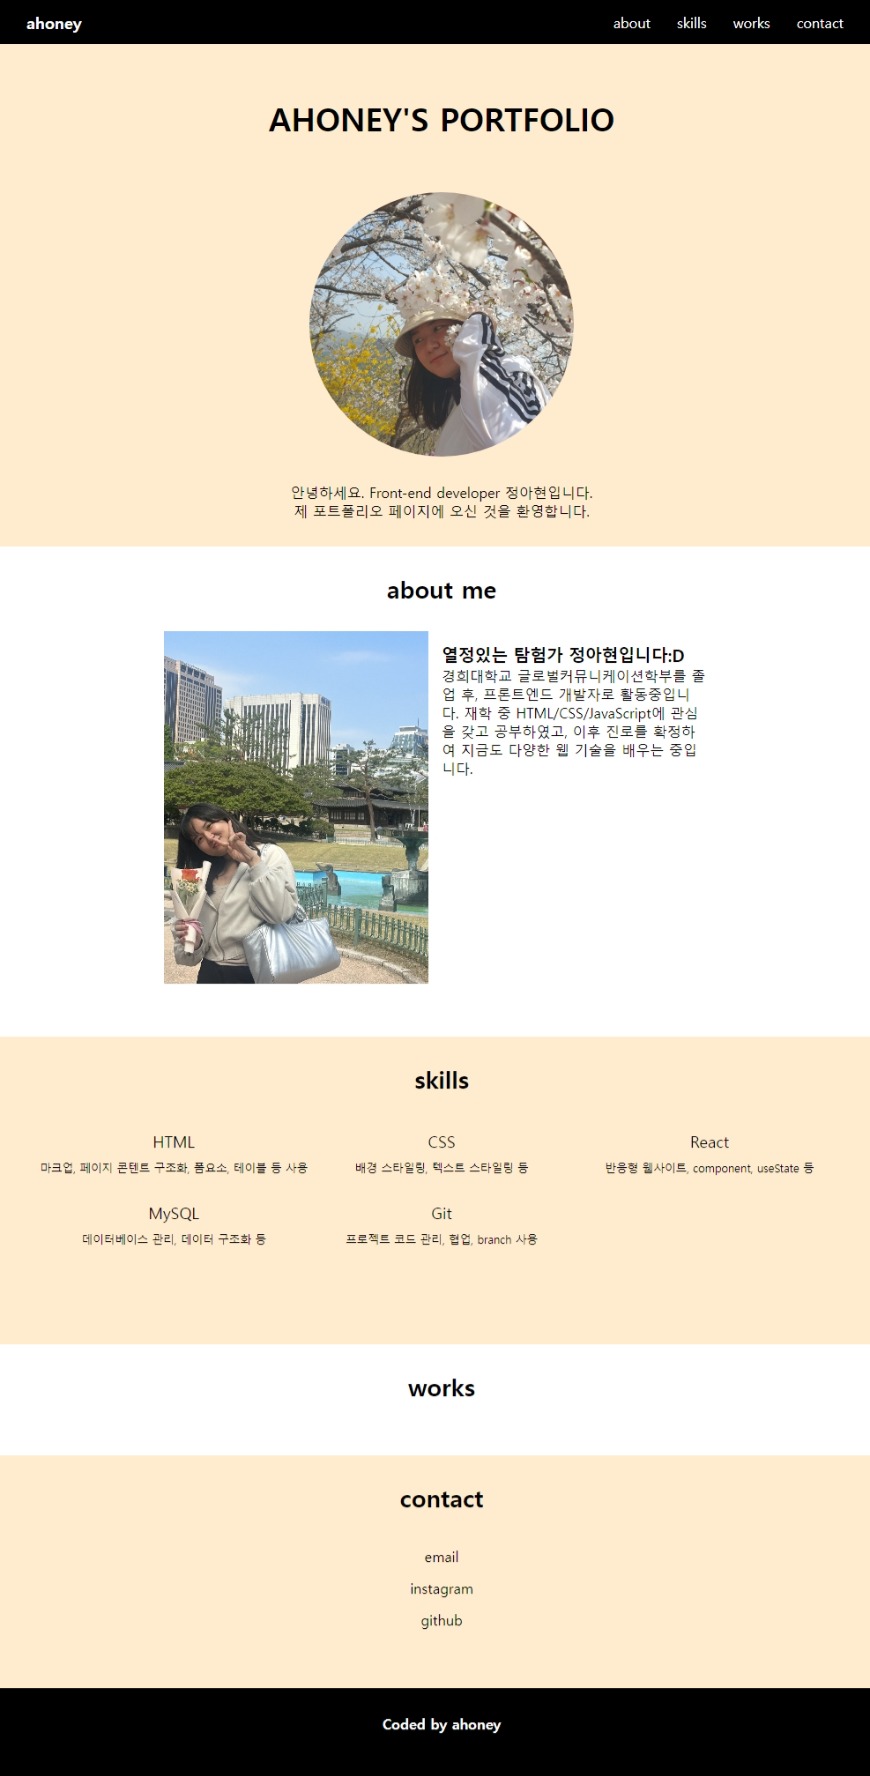 ahoney about skills works contact
AHONEY'S PORTFOLIO
안녕하세요. Front-end developer 정아현입니다.
제 포트폴리오 페이지에 오신 것을 환영합니다.
about me
열정있는 탐험가 정아현입니다:D
경희대학교 글로벌커뮤니케이션학부를 졸
업 후, 프론트엔드 개발자로 활동중입니
다. 재학 중 HTML/CSS/JavaScript에 관심
을 갖고 공부하였고, 이후 진로를 확정하
여 지금도 다양한 웹 기술을 배우는 중입
니다.
skills
HTML CSS React
마크업, 페이지 콘텐트 구조화, 폼요소, 테이블 등 사용 배경 스타일링, 텍스트 스타일링 등 반응형 웹사이트, component, useState 등
MySQL Git
데이터베이스 관리, 데이터 구조화 등 프로젝트 코드 관리, 협업, branch 사용
works
contact
email
instagram
github
Coded by ahoney